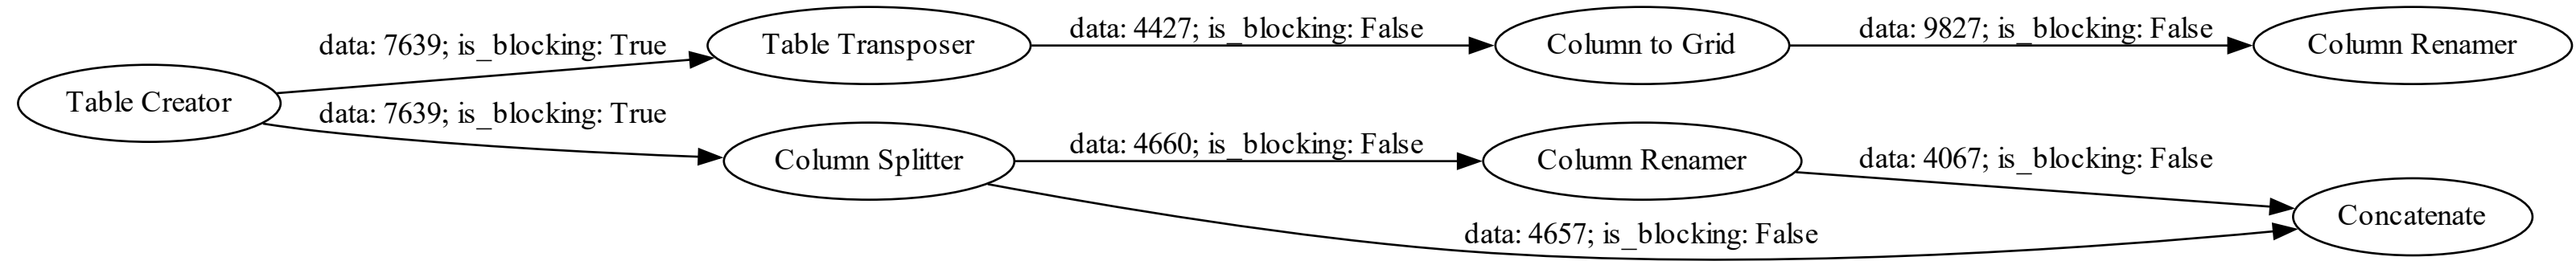 Table Creator
data: 7639; is_blocking: True
data: 7639; is_blocking: True
Table Transposer
data: 4427; is_blocking: False
Column to Grid
data: 9827; is_blocking: False
Column Renamer
Column Splitter
data: 4660; is_blocking: False
Column Renamer
data: 4067; is_blocking: False
data: 4657; is_blocking: False
Concatenate